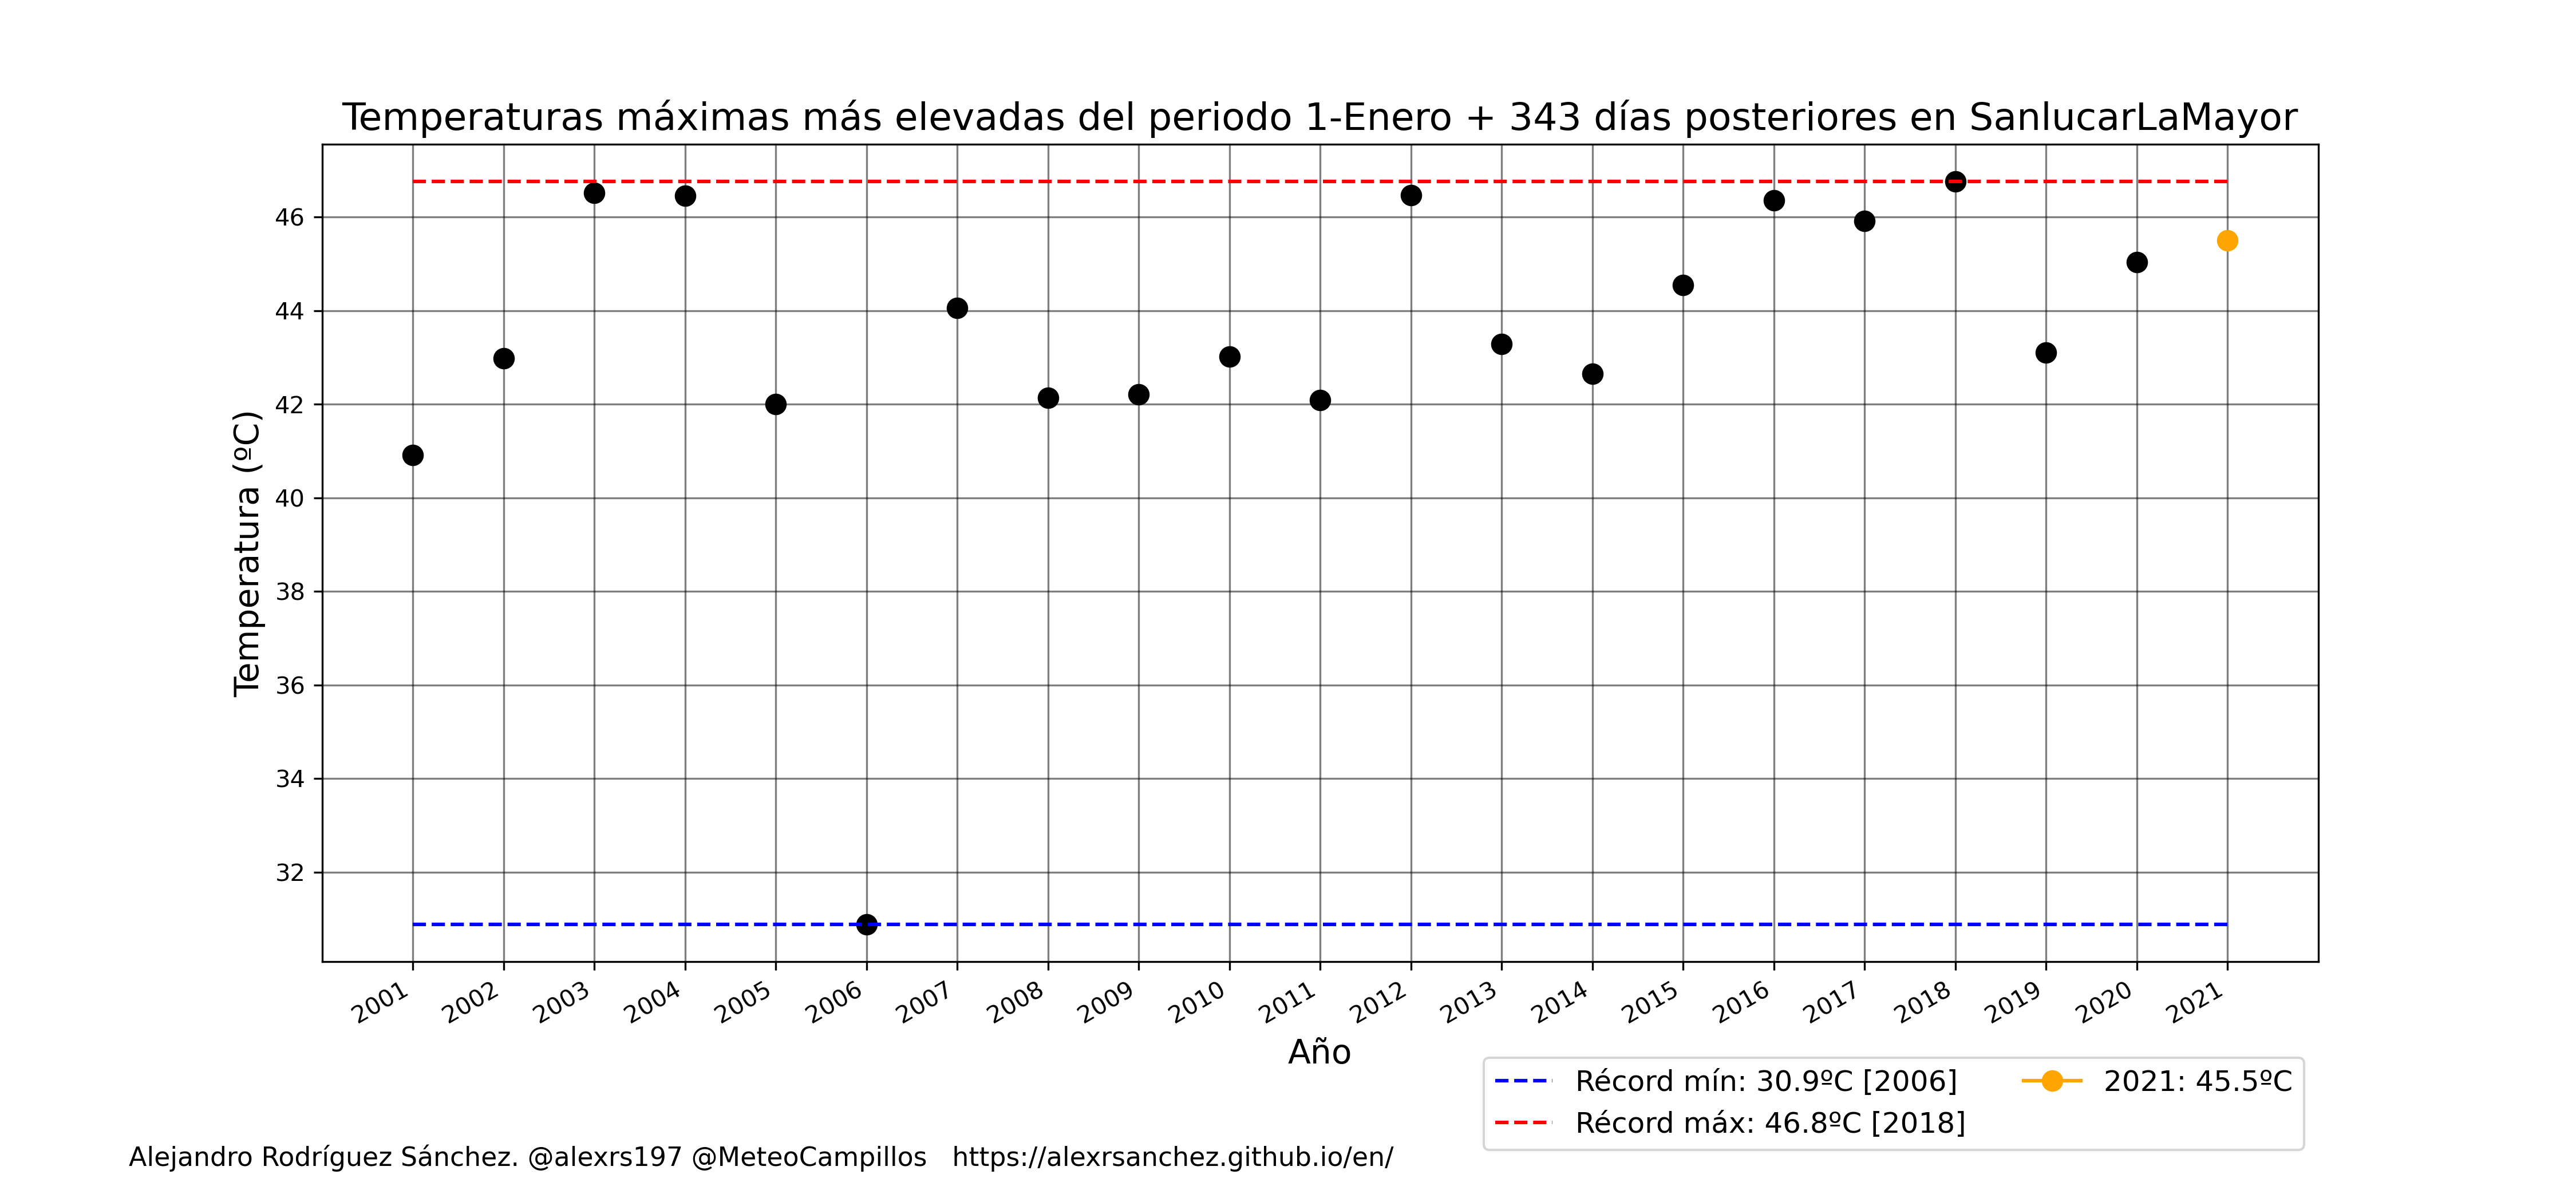 Temperaturas máximas más elevadas del periodo 1-Enero + 343 días posteriores en SanlucarLaMayor
Temperatura (ºC)
46
44
42
40
38
36
34
32
2001 2002 2003 2004 2005 2006 2007 2008 2009 2010 2011 2012 2013 2014 2015 2016 2017 2018 2019 2020 2021
Año
Récord mín: 30.9ºC [2006]
Récord máx: 46.8ºC [2018]
2021: 45.5ºC
Alejandro Rodríguez Sánchez. @alexrs197 @MeteoCampillos https://alexrsanchez.github.io/en/